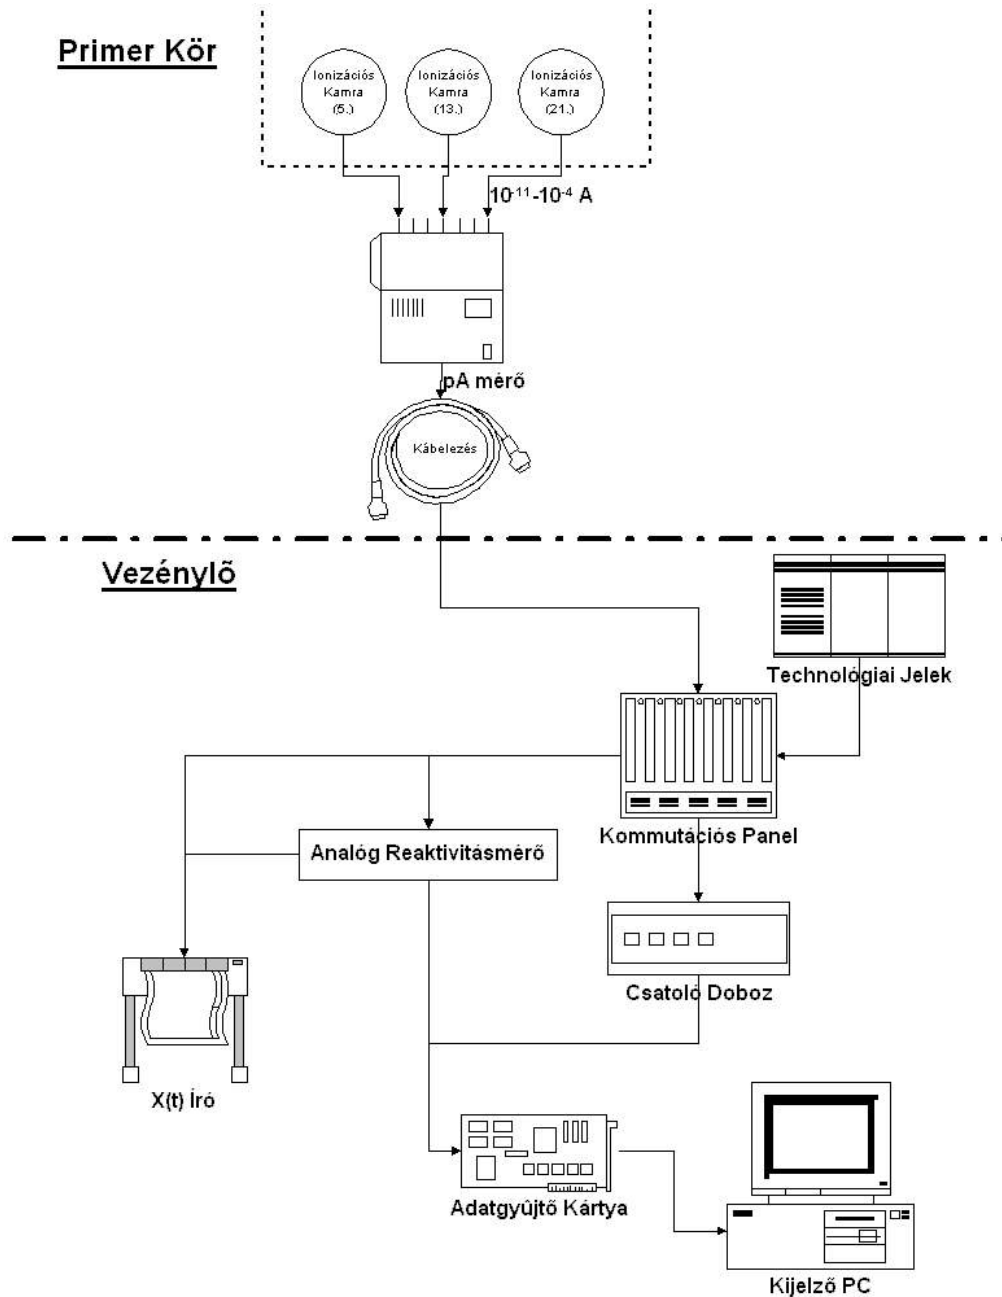 Primer Kör
Ionizációs
Kamra
(5.)
Ionizációs
Kamra
(13.)
Ionizációs
Kamra
(21.)
10⁻¹¹-10⁻⁴ A
pA mérő
Kábelezés
Vezénylő
Technológiai Jelek
Kommutációs Panel
Analóg Reaktivitásmérő
Csatoló Doboz
X(t) Író
Adatgyűjtő Kártya
Kijelző PC